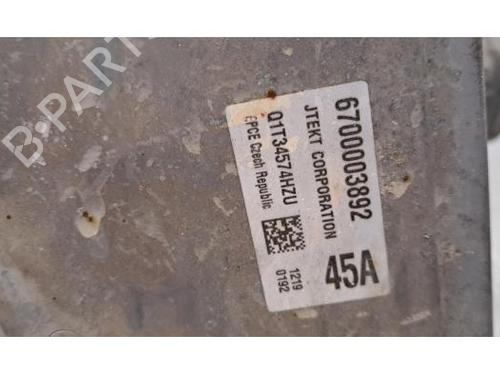 B-PARTS
6700003892
JTEKT CORPORATION
45A
Q1T34574HZU
EPCE Czech Republic
1219
0192